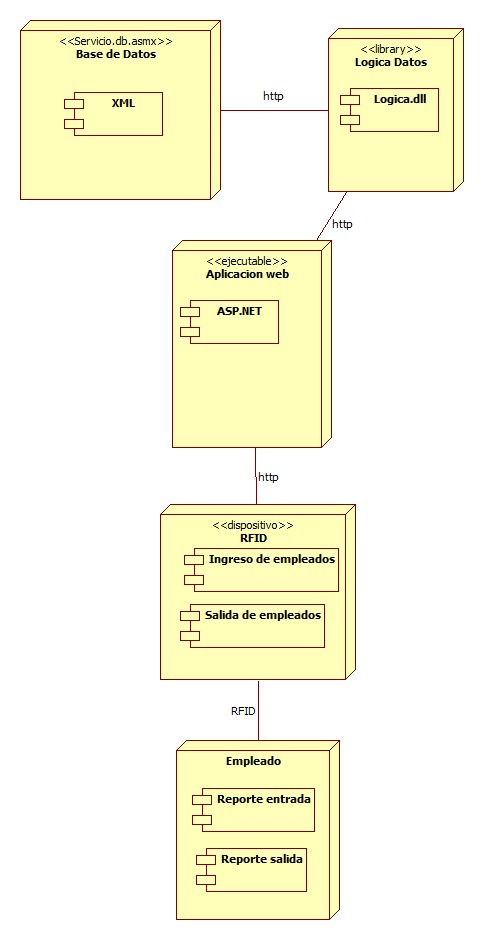 <<Servicio.db.asmx>>
Base de Datos
XML
http
<<library>>
Logica Datos
Logica.dll
http
<<ejecutable>>
Aplicacion web
ASP.NET
http
<<dispositivo>>
RFID
Ingreso de empleados
Salida de empleados
RFID
Empleado
Reporte entrada
Reporte salida